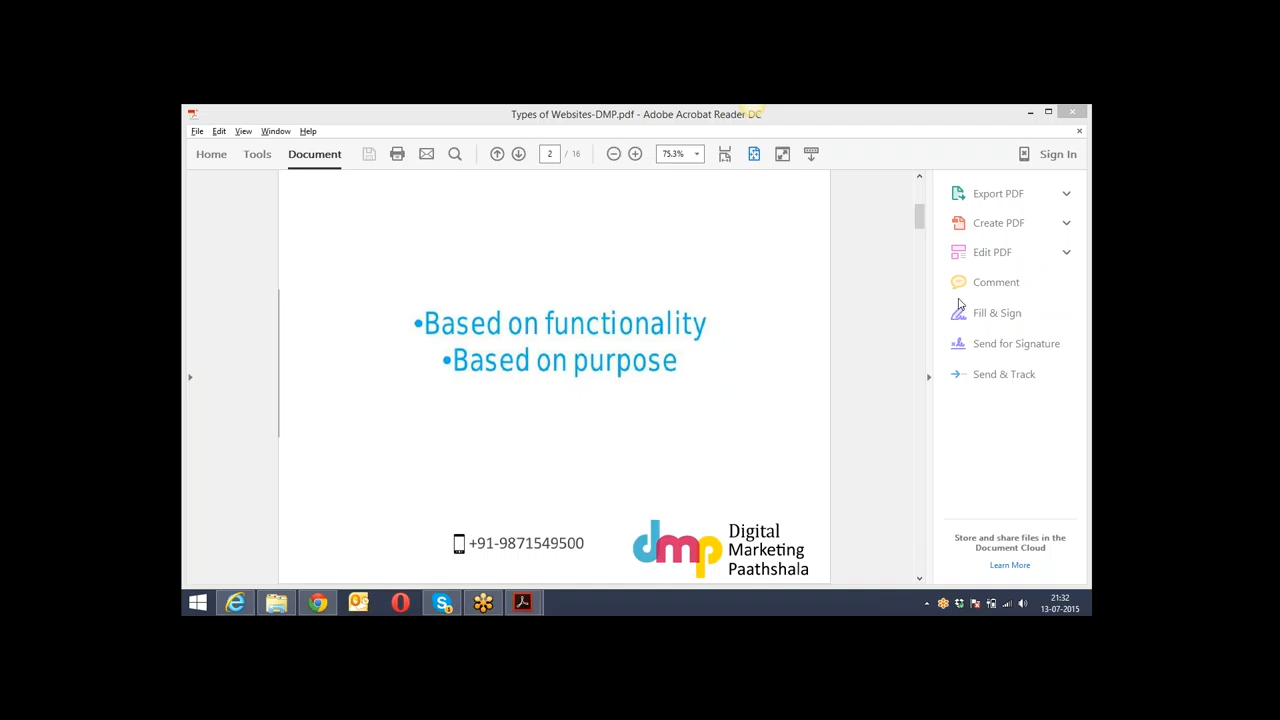 Types of Websites-DMP.pdf - Adobe Acrobat Reader DC
File Edit View Window Help
Home Tools Document 2 / 16 75.3% Sign In
Export PDF
Create PDF
Edit PDF
Comment
Fill & Sign
Send for Signature
Send & Track
•Based on functionality
•Based on purpose
+91-9871549500
dmp Digital
Marketing
Paathshala
Store and share files in the
Document Cloud
Learn More
21:32
13-07-2015